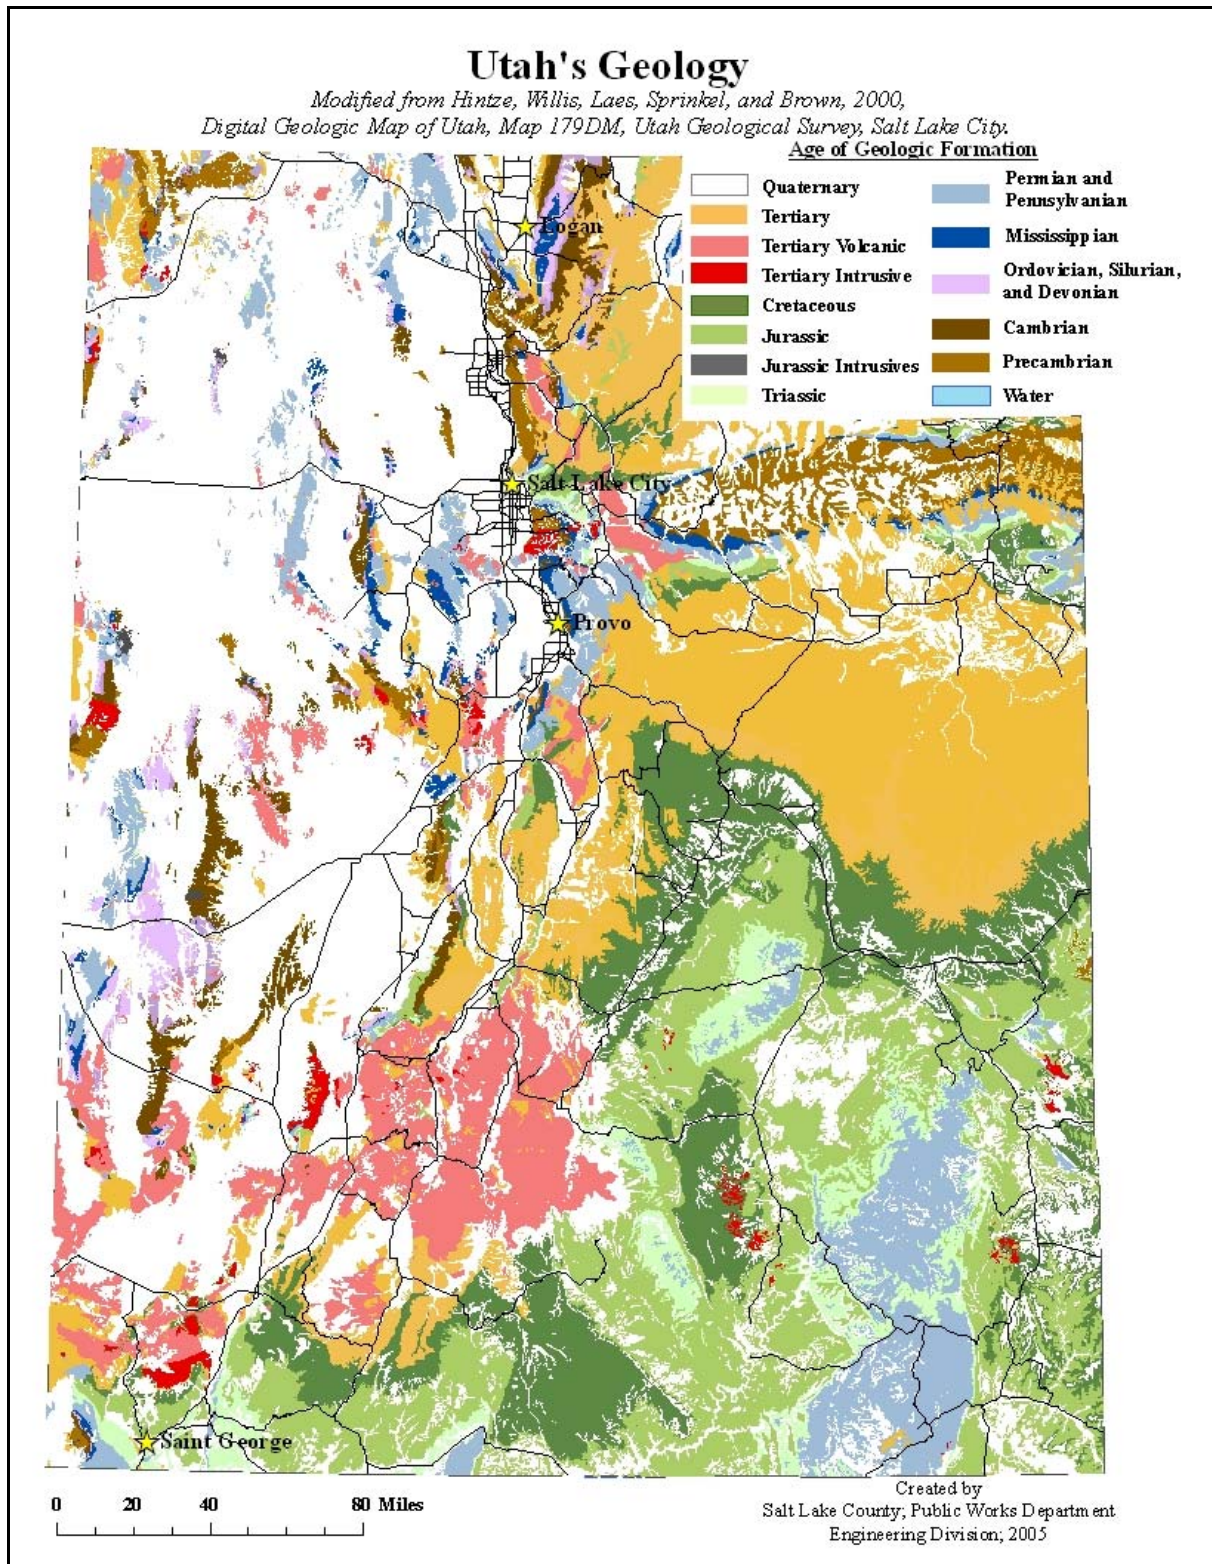 Utah's Geology
Modified from Hintze, Willis, Laes, Sprinkel, and Brown, 2000,
Digital Geologic Map of Utah, Map 179DM, Utah Geological Survey, Salt Lake City.
Age of Geologic Formation
Quaternary
Tertiary
Tertiary Volcanic
Tertiary Intrusive
Cretaceous
Jurassic
Jurassic Intrusives
Triassic
Permian and
Pennsylvanian
Mississippian
Ordovician, Silurian,
and Devonian
Cambrian
Precambrian
Water
Logan
Salt Lake City
Provo
Saint George
0 20 40 80 Miles
Created by
Salt Lake County; Public Works Department
Engineering Division; 2005